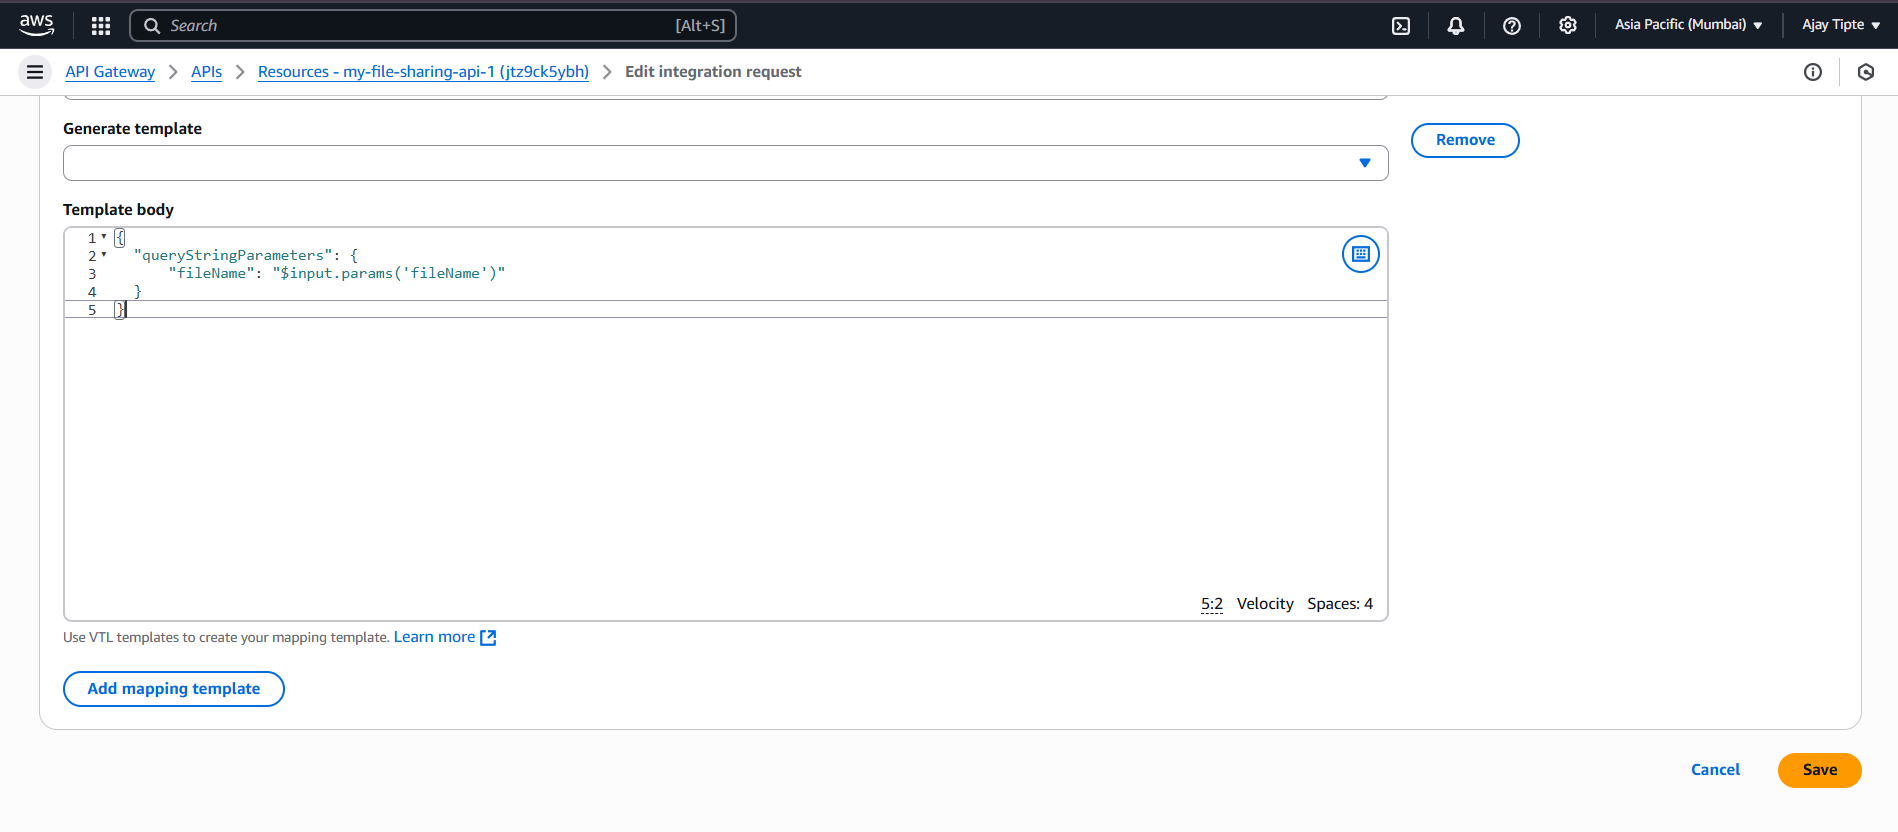 aws
Search [Alt+S]
Asia Pacific (Mumbai) ▼ Ajay Tipte ▼
API Gateway > APIs > Resources - my-file-sharing-api-1 (jtz9ck5ybh) > Edit integration request
Generate template
Remove
Template body
1 {
2 "queryStringParameters": {
3 "fileName": "$input.params('fileName')"
4 }
5 }
5:2 Velocity Spaces: 4
Use VTL templates to create your mapping template. Learn more
Add mapping template
Cancel Save